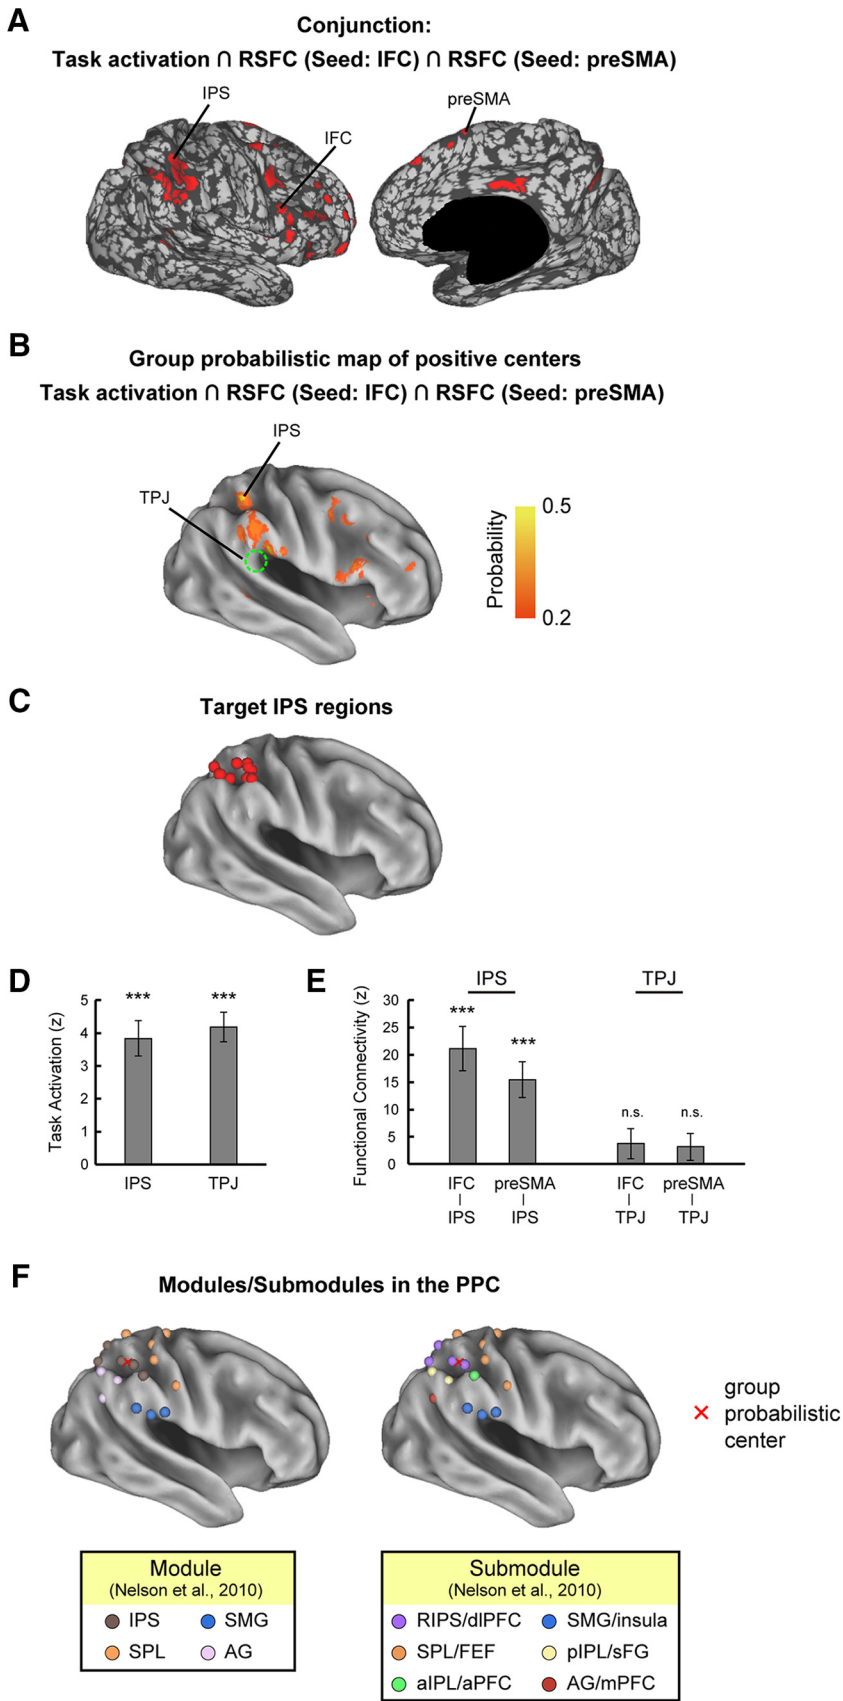 A
Conjunction:
Task activation ∩ RSFC (Seed: IFC) ∩ RSFC (Seed: preSMA)
IPS
preSMA
IFC
B
Group probabilistic map of positive centers
Task activation ∩ RSFC (Seed: IFC) ∩ RSFC (Seed: preSMA)
IPS
TPJ
Probability
0.5
0.2
C
Target IPS regions
D
Task Activation (z)
5
4
3
2
1
0
***
***
IPS
TPJ
E
Functional Connectivity (z)
IPS
TPJ
30
25
20
15
10
5
0
***
***
n.s.
n.s.
IFC
preSMA
IFC
preSMA
IPS
IPS
TPJ
TPJ
F
Modules/Submodules in the PPC
× group
probabilistic
center
Module
(Nelson et al., 2010)
IPS
SMG
SPL
AG
Submodule
(Nelson et al., 2010)
RIPS/dlPFC
SMG/insula
SPL/FEF
pIPL/sFG
aIPL/aPFC
AG/mPFC